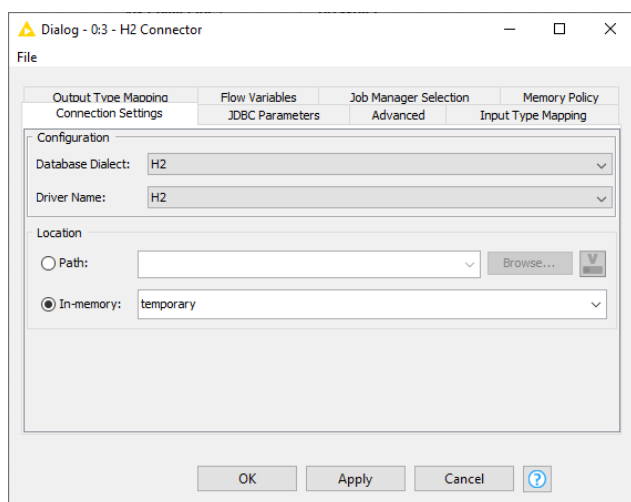 Dialog - 0:3 - H2 Connector
File
Output Type Mapping Flow Variables Job Manager Selection Memory Policy
Connection Settings JDBC Parameters Advanced Input Type Mapping
Configuration
Database Dialect: H2
Driver Name: H2
Location
Path: Browse... V
In-memory: temporary
OK Apply Cancel ?